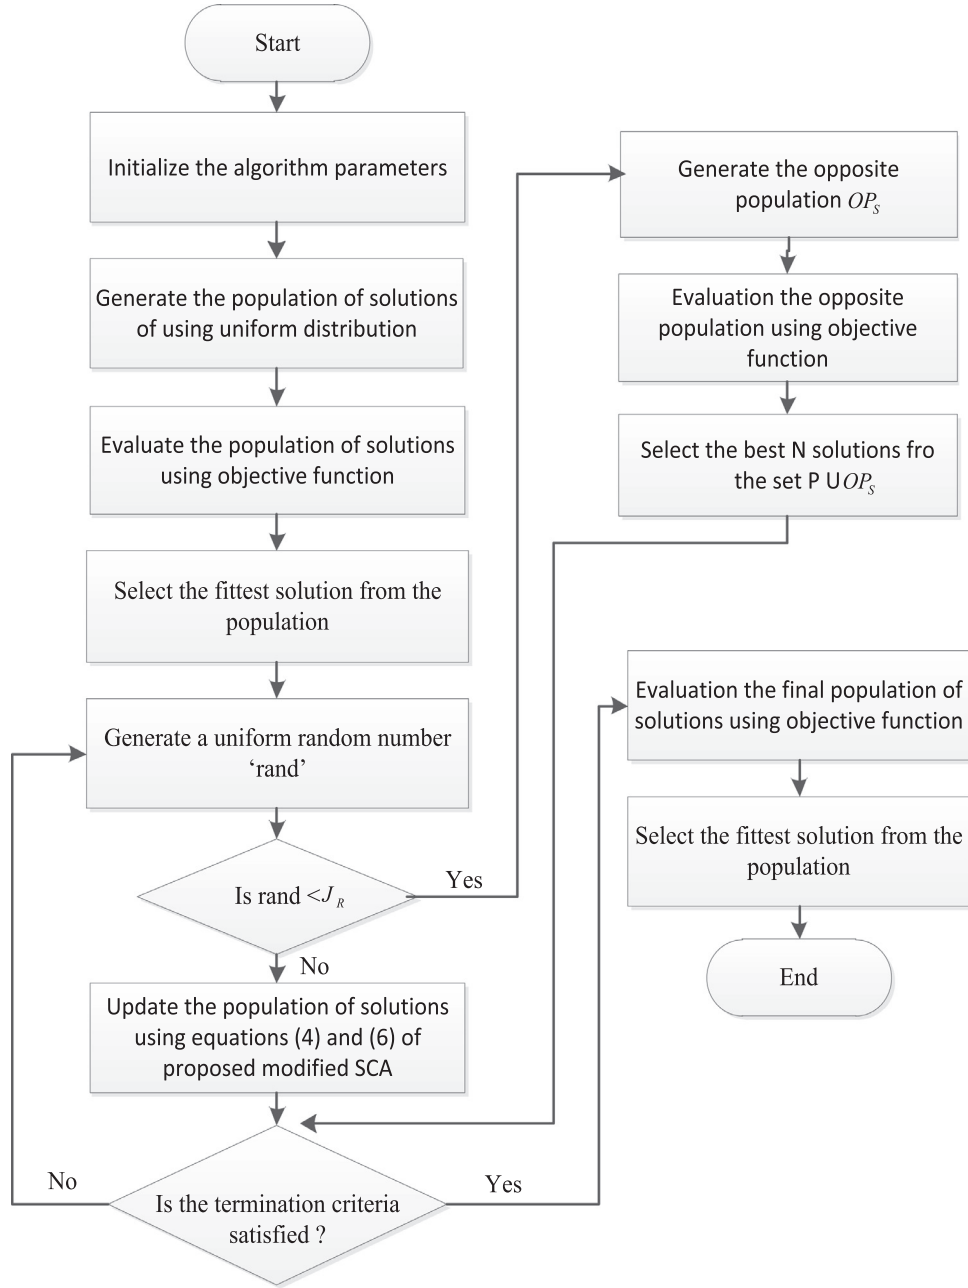 Start
Initialize the algorithm parameters
Generate the population of solutions
of using uniform distribution
Evaluate the population of solutions
using objective function
Select the fittest solution from the
population
Generate a uniform random number
‘rand’
Is rand <J_R
Yes
No
Update the population of solutions
using equations (4) and (6) of
proposed modified SCA
Is the termination criteria
satisfied ?
No
Yes
Generate the opposite
population OP_S
Evaluation the opposite
population using objective
function
Select the best N solutions fro
the set P U OP_S
Evaluation the final population of
solutions using objective function
Select the fittest solution from the
population
End